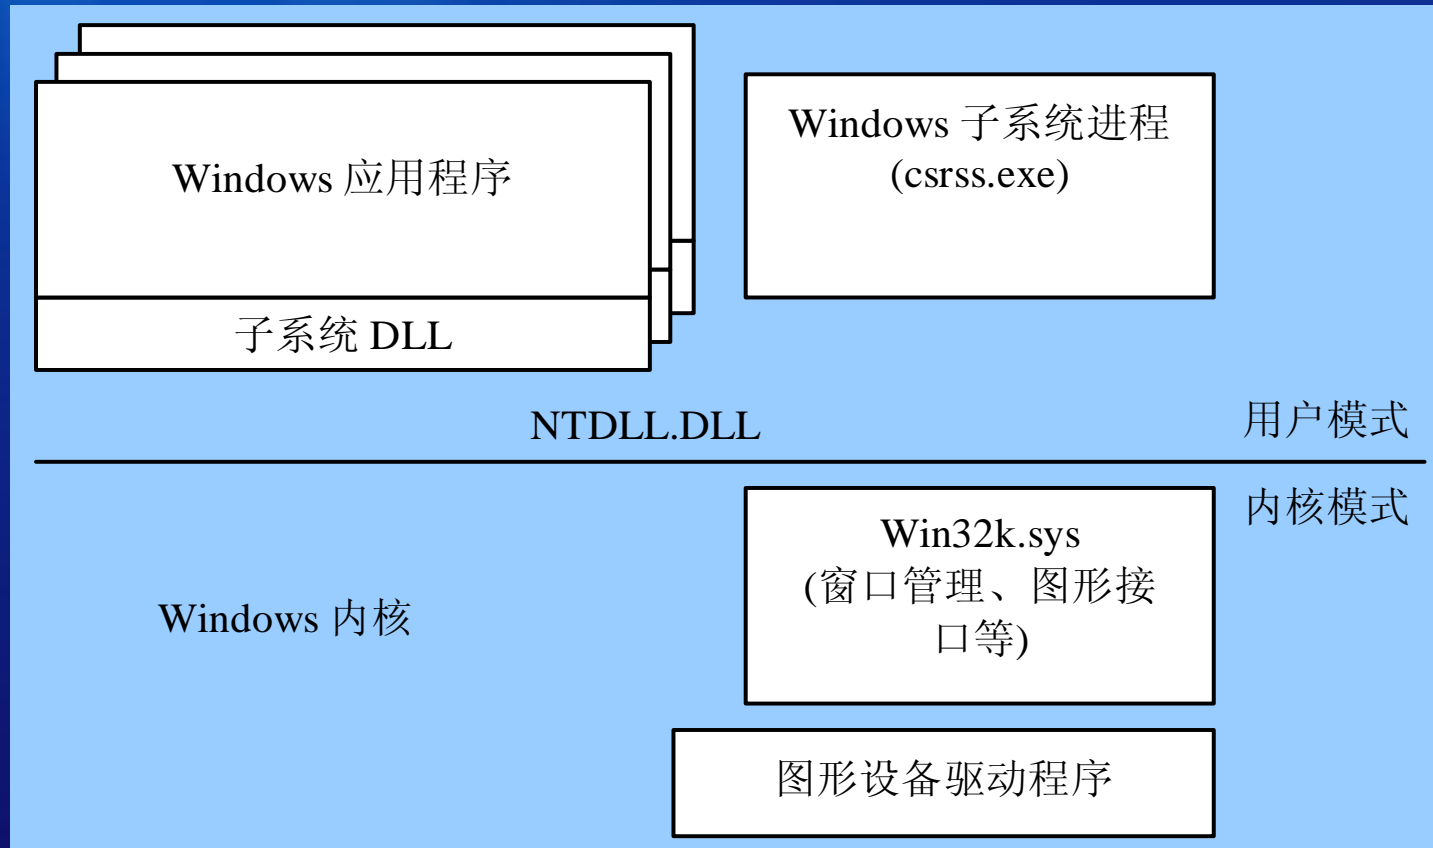 Windows 应用程序
子系统 DLL
Windows 子系统进程
(csrss.exe)
NTDLL.DLL
用户模式
内核模式
Windows 内核
Win32k.sys
(窗口管理、图形接
口等)
图形设备驱动程序